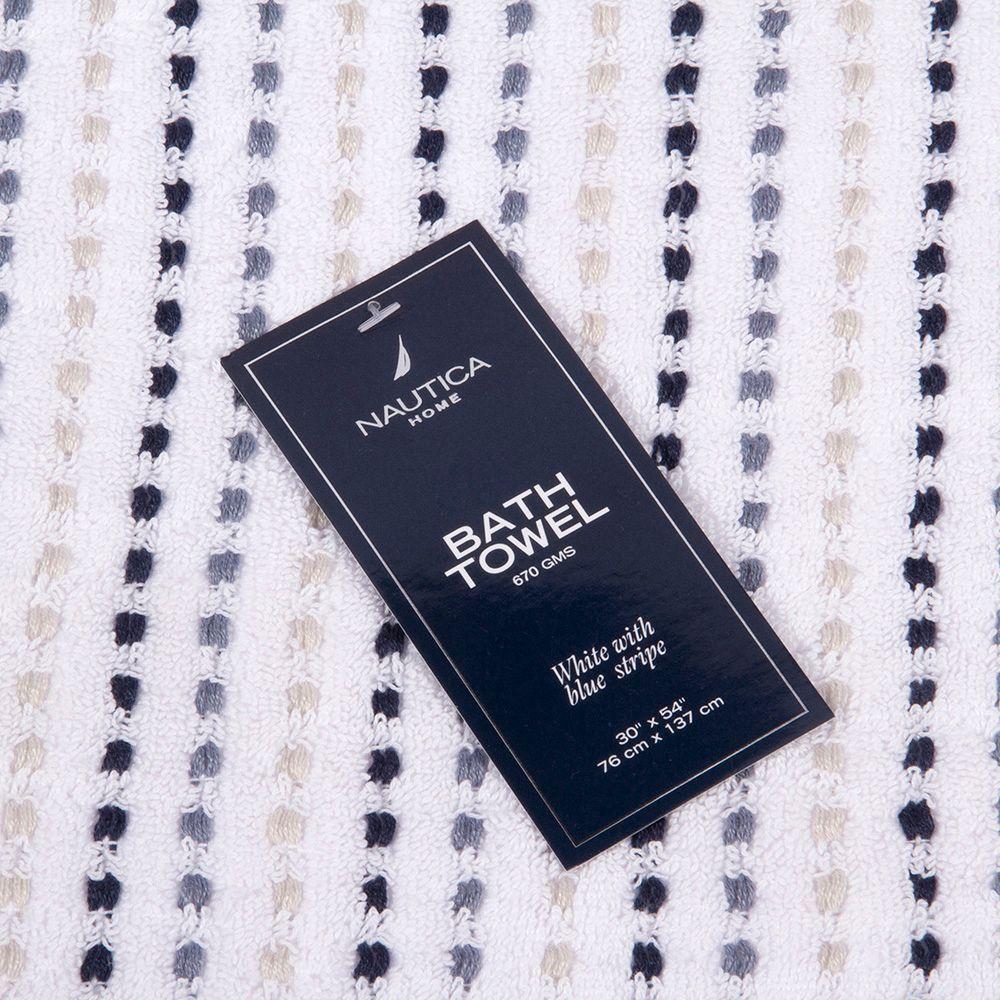 NAUTICA
HOME
BATH
TOWEL
670 GMS
White with
blue stripe
30" x 54"
76 cm x 137 cm